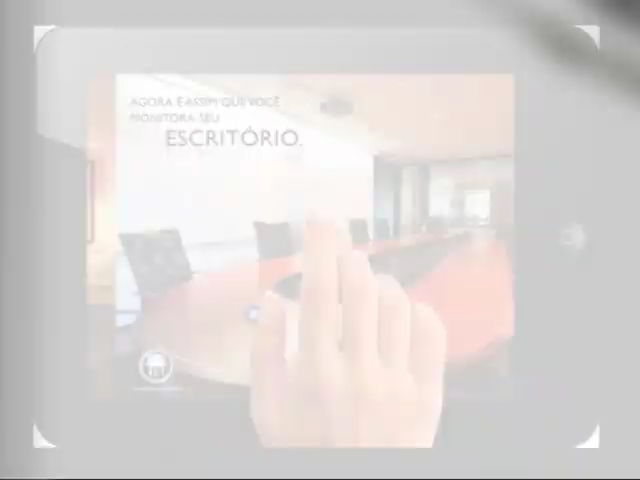 AGORA É ASSIM QUE VOCÊ
MONITORA SEU
ESCRITÓRIO.